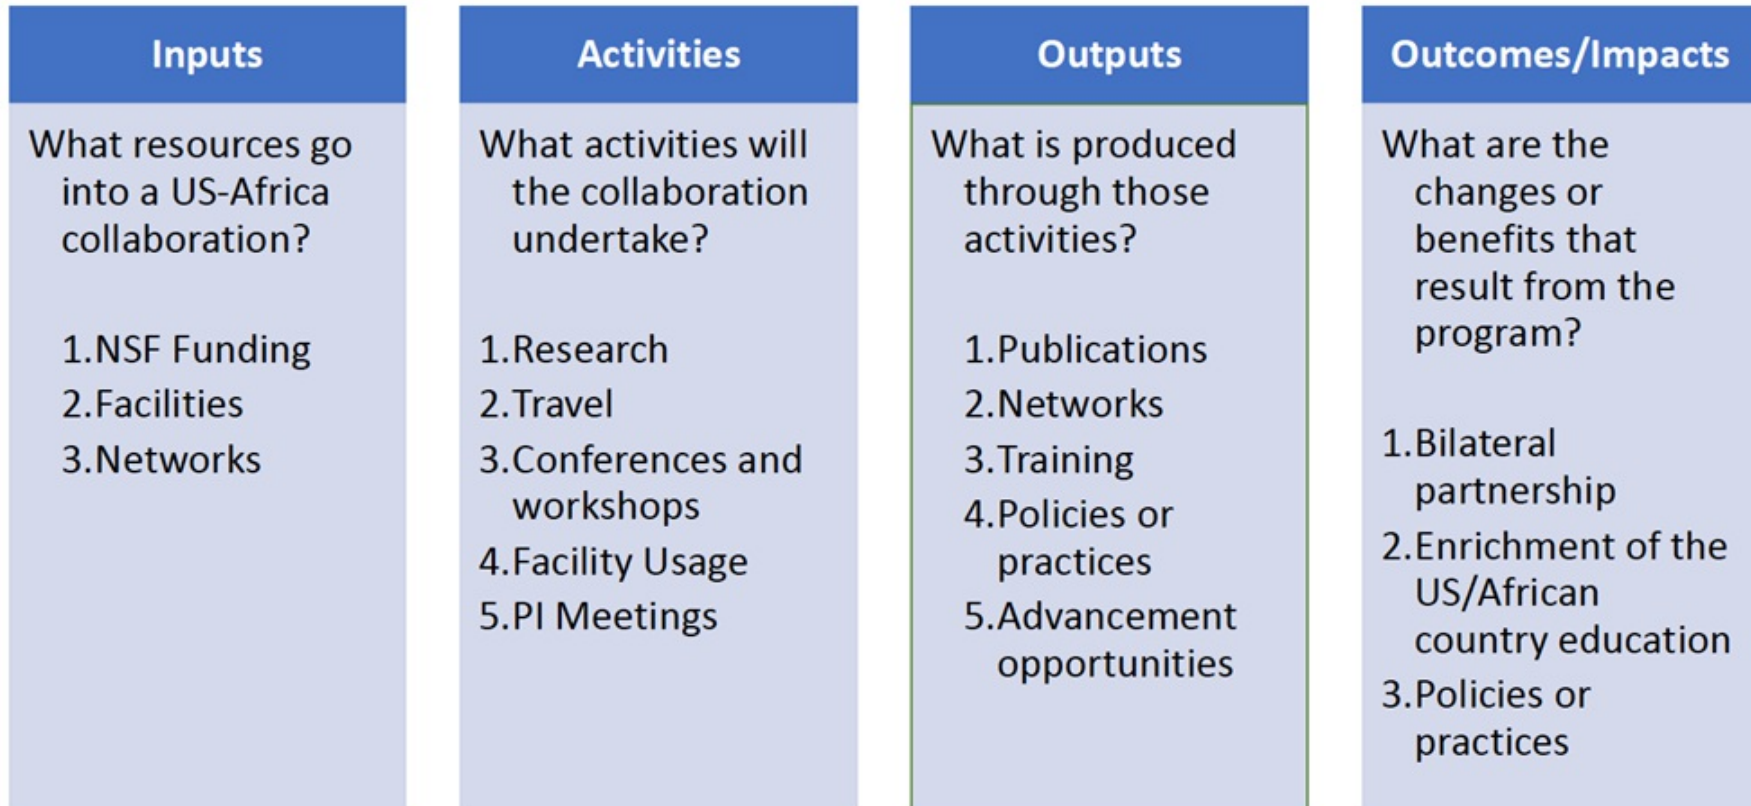 Inputs
What resources go
into a US-Africa
collaboration?
1.NSF Funding
2.Facilities
3.Networks
Activities
What activities will
the collaboration
undertake?
1.Research
2.Travel
3.Conferences and
workshops
4.Facility Usage
5.PI Meetings
Outputs
What is produced
through those
activities?
1.Publications
2.Networks
3.Training
4.Policies or
practices
5.Advancement
opportunities
Outcomes/Impacts
What are the
changes or
benefits that
result from the
program?
1.Bilateral
partnership
2.Enrichment of the
US/African
country education
3.Policies or
practices